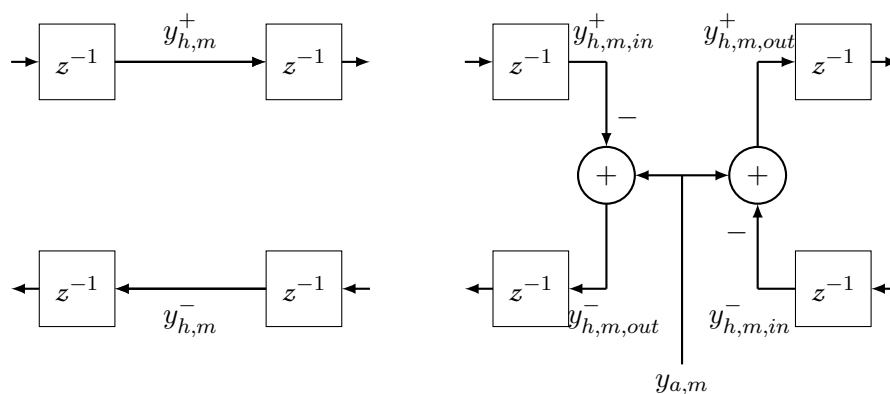 $y_{h,m}^{+}$ $y_{h,m,in}^{+}$ $y_{h,m,out}^{+}$
$z^{-1}$ $z^{-1}$ $z^{-1}$ $z^{-1}$
−
+ +
−
$z^{-1}$ $z^{-1}$ $z^{-1}$ $z^{-1}$
$y_{h,m}^{-}$ $y_{h,m,out}^{-}$ $y_{h,m,in}^{-}$
$y_{a,m}$